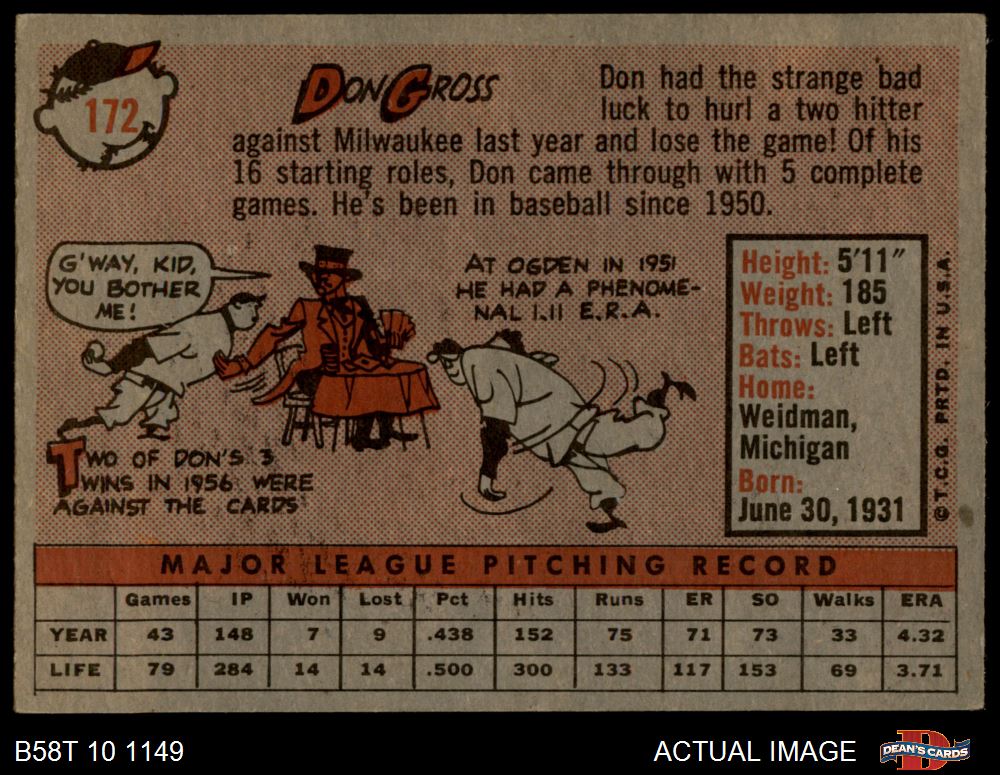 172
DON GROSS
Don had the strange bad
luck to hurl a two hitter
against Milwaukee last year and lose the game! Of his
16 starting roles, Don came through with 5 complete
games. He's been in baseball since 1950.
G'WAY, KID,
YOU BOTHER
ME!
TWO OF DON'S 3
WINS IN 1956 WERE
AGAINST THE CARDS
AT OGDEN IN 1951
HE HAD A PHENOME-
NAL 1.11 E.R.A.
Height: 5'11"
Weight: 185
Throws: Left
Bats: Left
Home:
Weidman,
Michigan
Born:
June 30, 1931
©T.C.G. PRTD. IN U.S.A.
MAJOR LEAGUE PITCHING RECORD
Games IP Won Lost Pct Hits Runs ER SO Walks ERA
YEAR 43 148 7 9 .438 152 75 71 73 33 4.32
LIFE 79 284 14 14 .500 300 133 117 153 69 3.71
B58T 10 1149
ACTUAL IMAGE
D
DEAN'S CARDS